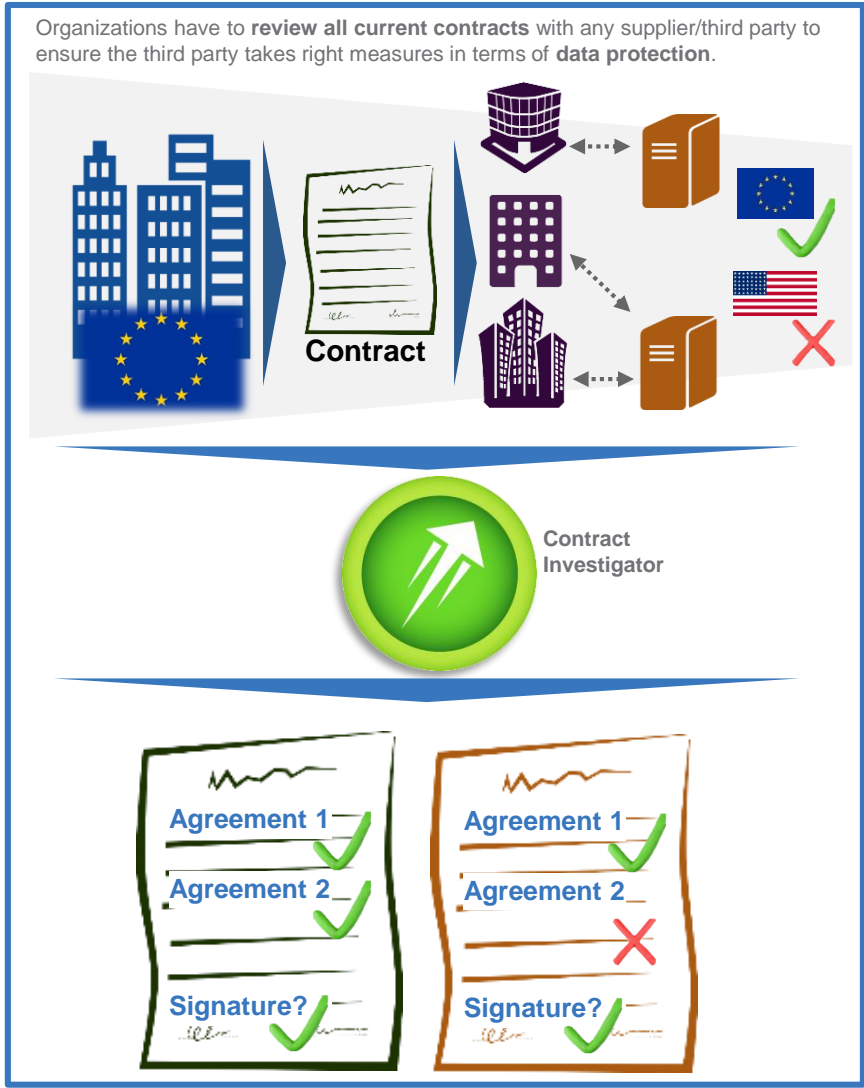 Organizations have to review all current contracts with any supplier/third party to
ensure the third party takes right measures in terms of data protection.
Contract
Contract
Investigator
Agreement 1
Agreement 2
Signature?
Agreement 1
Agreement 2
Signature?